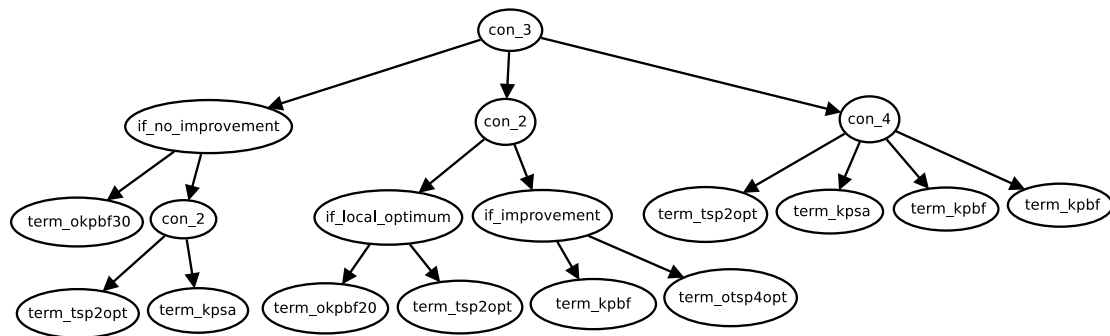 con_3
if_no_improvement
con_2
con_4
term_okpbf30
con_2
if_local_optimum
if_improvement
term_tsp2opt
term_kpsa
term_kpbf
term_kpbf
term_tsp2opt
term_kpsa
term_okpbf20
term_tsp2opt
term_kpbf
term_otsp4opt